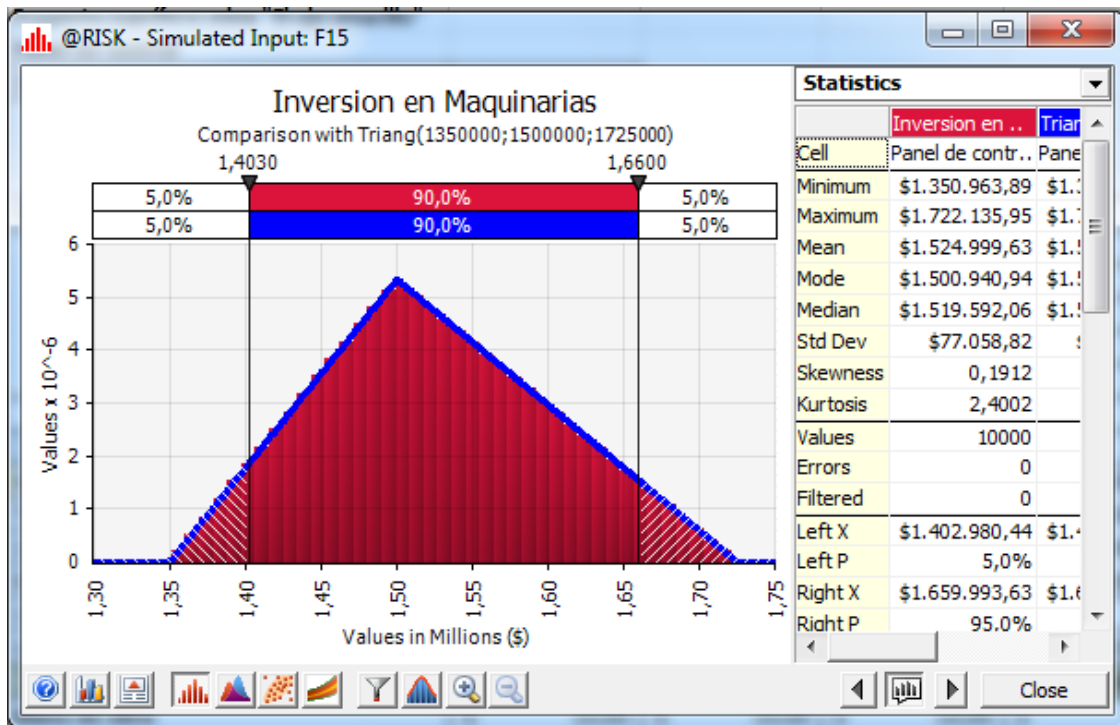 @RISK - Simulated Input: F15
Inversion en Maquinarias
Comparison with Triang(1350000;1500000;1725000)
1,4030 1,6600
5,0% 90,0% 5,0%
5,0% 90,0% 5,0%
6
5
4
3
2
1
0
Values x 10^-6
1,30 1,35 1,40 1,45 1,50 1,55 1,60 1,65 1,70 1,75
Values in Millions ($)
Statistics
Inversion en .. Triar
Cell Panel de contr.. Pane
Minimum $1.350.963,89
Maximum $1.722.135,95
Mean $1.524.999,63
Mode $1.500.940,94
Median $1.519.592,06
Std Dev $77.058,82
Skewness 0,1912
Kurtosis 2,4002
Values 10000
Errors 0
Filtered 0
Left X $1.402.980,44
Left P 5,0%
Right X $1.659.993,63
Right P 95,0%
Close